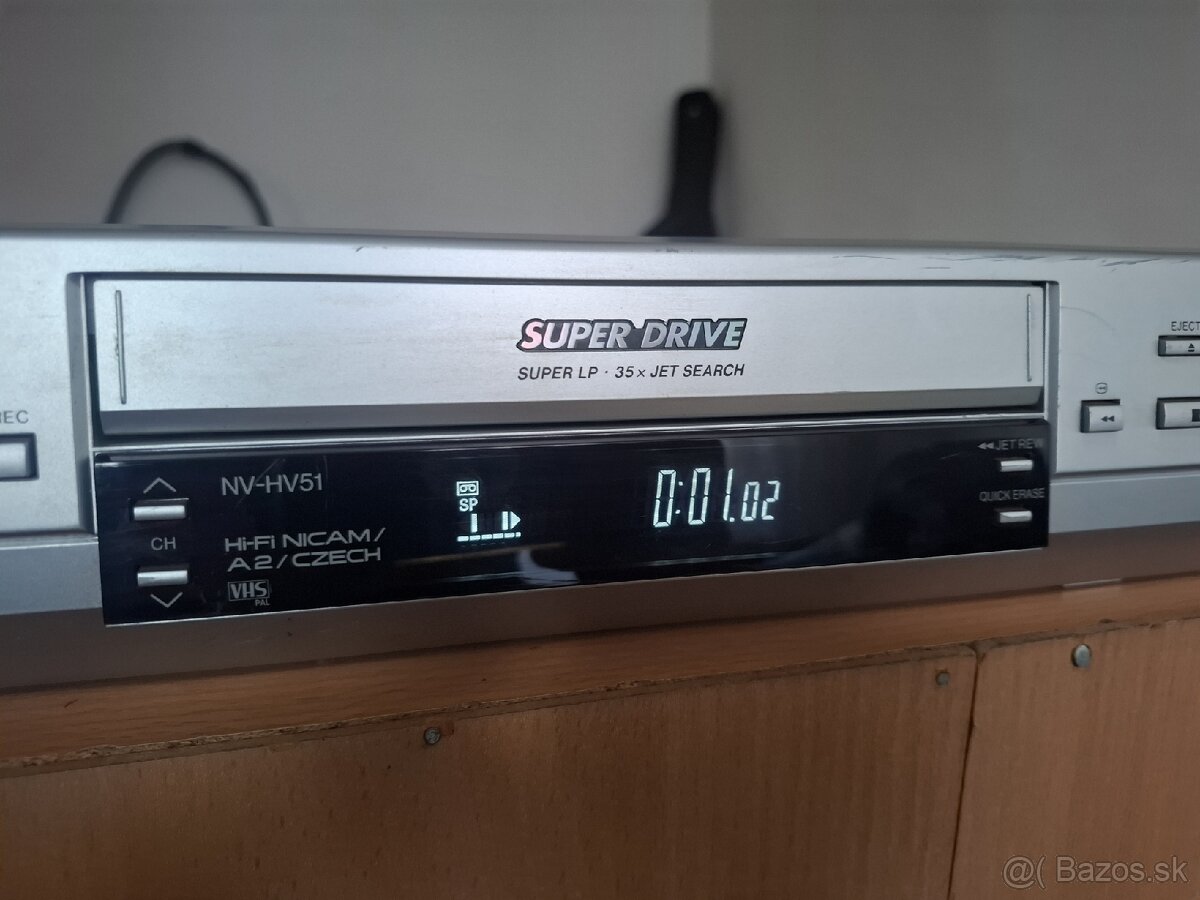 SUPER DRIVE
SUPER LP · 35x JET SEARCH
EJECT
REC
JET REW
QUICK ERASE
NV-HV51
CH
Hi-Fi NICAM/
A2/CZECH
VHS
PAL
SP
0:01.02
@( Bazos.sk